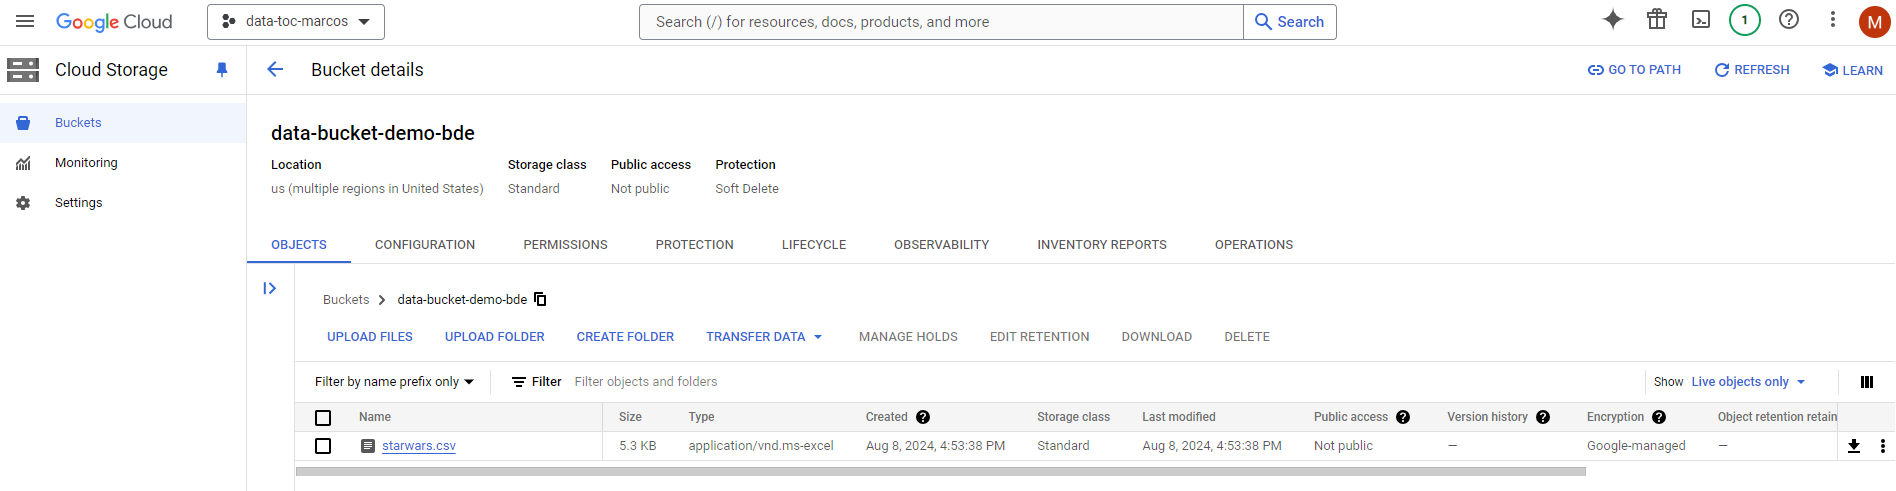 Google Cloud
data-toc-marcos
Search (/) for resources, docs, products, and more
Search
1
M
Cloud Storage
Bucket details
GO TO PATH
REFRESH
LEARN
Buckets
Monitoring
Settings
data-bucket-demo-bde
Location Storage class Public access Protection
us (multiple regions in United States) Standard Not public Soft Delete
OBJECTS CONFIGURATION PERMISSIONS PROTECTION LIFECYCLE OBSERVABILITY INVENTORY REPORTS OPERATIONS
Buckets > data-bucket-demo-bde
UPLOAD FILES UPLOAD FOLDER CREATE FOLDER TRANSFER DATA MANAGE HOLDS EDIT RETENTION DOWNLOAD DELETE
Filter by name prefix only Filter Filter objects and folders Show Live objects only
Name Size Type Created ? Storage class Last modified Public access ? Version history ? Encryption ? Object retention retain
starwars.csv 5.3 KB application/vnd.ms-excel Aug 8, 2024, 4:53:38 PM Standard Aug 8, 2024, 4:53:38 PM Not public — Google-managed —